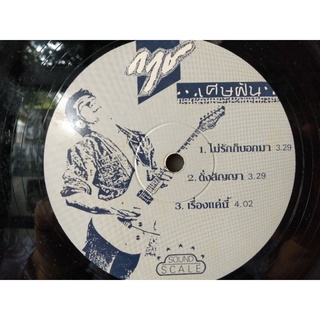 ...เศษฝัน...
1. ไม่รักก็บอกมา 3.29
2. ดั่งสัญญา 3.29
3. เรื่องแค่นี้ 4.02
SOUND
SCALE